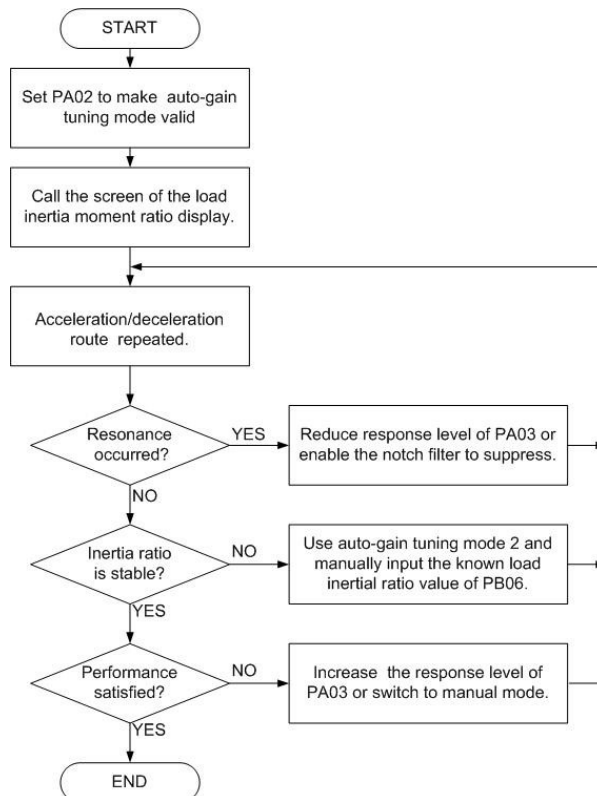 START
Set PA02 to make auto-gain
tuning mode valid
Call the screen of the load
inertia moment ratio display.
Acceleration/deceleration
route repeated.
Resonance
occurred?
YES
Reduce response level of PA03 or
enable the notch filter to suppress.
NO
Inertia ratio
is stable?
NO
Use auto-gain tuning mode 2 and
manually input the known load
inertial ratio value of PB06.
YES
Performance
satisfied?
NO
Increase the response level of
PA03 or switch to manual mode.
YES
END